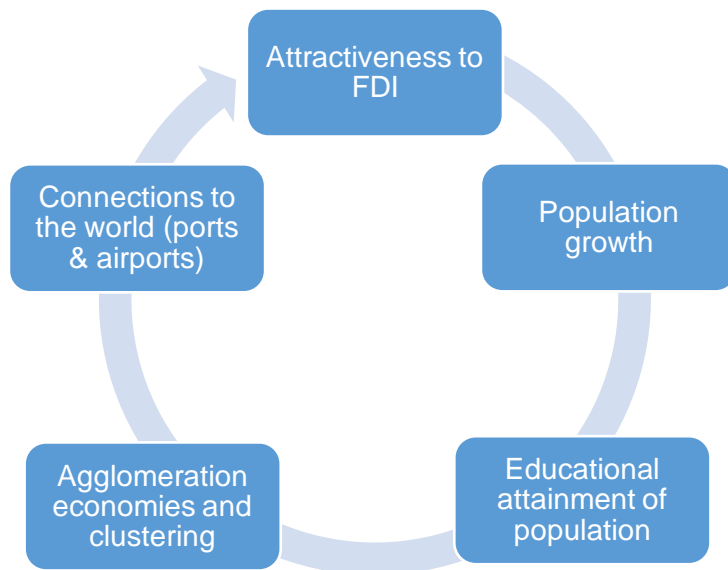 Attractiveness to
FDI
Population
growth
Educational
attainment of
population
Agglomeration
economies and
clustering
Connections to
the world (ports
& airports)